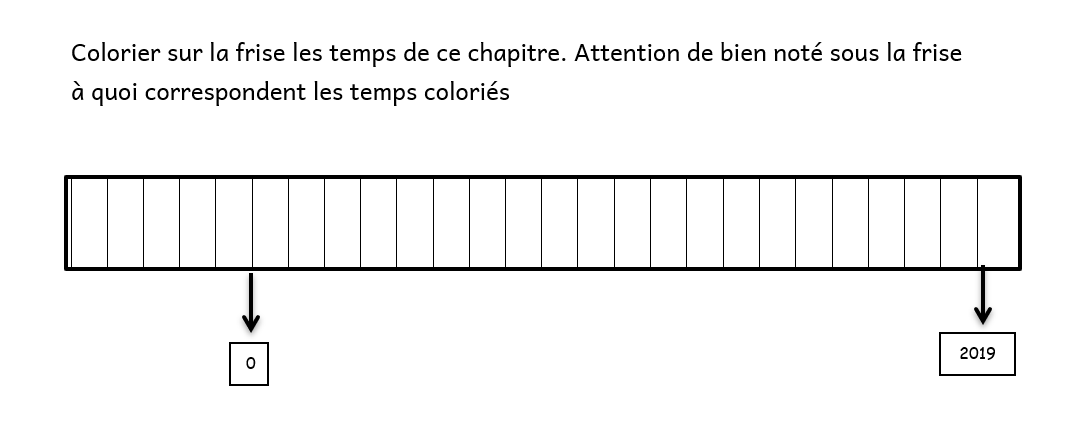 Colorier sur la frise les temps de ce chapitre. Attention de bien noté sous la frise
à quoi correspondent les temps coloriés
0
2019